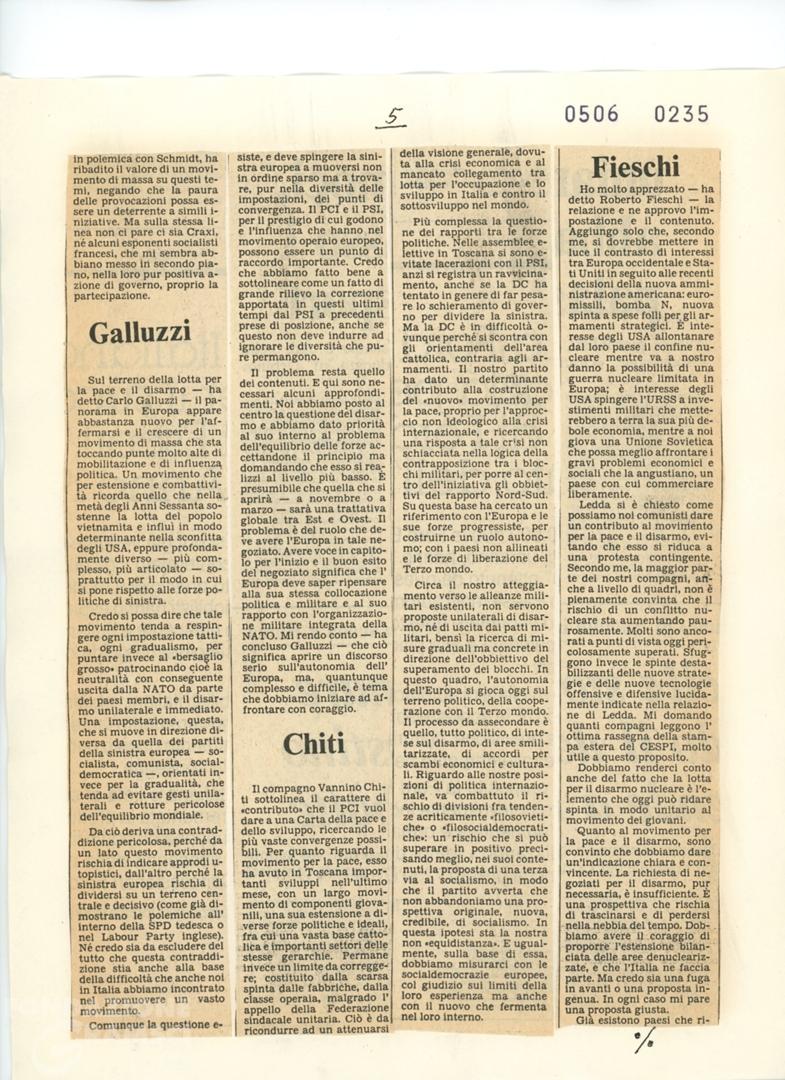 5
0506 0235
in polemica con Schmidt, ha
ribadito il valore di un mo-
vimento di massa su questi te-
mi, negando che la paura
delle provocazioni possa es-
sere un deterrente a simili i-
niziative. Ma sulla stessa li-
nea non ci pare ci sia Craxi,
né alcuni esponenti socialisti
francesi, che mi sembra ab-
biano messo in secondo pia-
no, nella loro pur positiva a-
zione di governo, proprio la
partecipazione.
Galluzzi
Sul terreno della lotta per
la pace e il disarmo — ha
detto Carlo Galluzzi — il pa-
norama in Europa appare
abbastanza nuovo per l'af-
fermarsi e il crescere di un
movimento di massa che sta
toccando punte molto alte di
mobilitazione e di influenza
politica. Un movimento che
per estensione e combattivi-
tà ricorda quello che nella
metà degli Anni Sessanta so-
stenne la lotta del popolo
vietnamita e influì in modo
determinante nella sconfitta
degli USA, eppure profonda-
mente diverso — più com-
plesso, più articolato — so-
prattutto per il modo in cui
si pone rispetto alle forze po-
litiche di sinistra.
Credo si possa dire che tale
movimento tenda a respin-
gere ogni impostazione tatti-
ca, ogni gradualismo, per
puntare invece al «bersaglio
grosso» patrocinando cioè la
neutralità con conseguente
uscita dalla NATO da parte
dei paesi membri, e il disar-
mo unilaterale e immediato.
Una impostazione, questa,
che si muove in direzione di-
versa da quella dei partiti
della sinistra europea — so-
cialista, comunista, social-
democratica —, orientati in-
vece per la gradualità, che
tenda ad evitare gesti unila-
terali e rotture pericolose
dell'equilibrio mondiale.
Da ciò deriva una contrad-
dizione pericolosa, perché da
un lato questo movimento
rischia di indicare approdi u-
topistici, dall'altro perché la
sinistra europea rischia di
dividersi su un terreno cen-
trale e decisivo (come già di-
mostrano le polemiche all'
interno della SPD tedesca o
nel Labour Party inglese).
Né credo sia da escludere del
tutto che questa contraddi-
zione stia anche alla base
della difficoltà che anche noi
in Italia abbiamo incontrato
nel promuovere un vasto
movimento.
Comunque la questione e-
siste, e deve spingere la sini-
stra europea a muoversi non
in ordine sparso ma a trova-
re, pur nella diversità delle
impostazioni, dei punti di
convergenza. Il PCI e il PSI,
per il prestigio di cui godono
e l'influenza che hanno nel
movimento operaio europeo,
possono essere un punto di
raccordo importante. Credo
che abbiamo fatto bene a
sottolineare come un fatto di
grande rilievo la correzione
apportata in questi ultimi
tempi dal PSI a precedenti
prese di posizione, anche se
questo non deve indurre ad
ignorare le diversità che pu-
re permangono.
Il problema resta quello
dei contenuti. E qui sono ne-
cessari alcuni approfondi-
menti. Noi abbiamo posto al
centro la questione del disar-
mo e abbiamo dato priorità
al suo interno al problema
dell'equilibrio delle forze ac-
cettandone il principio ma
domandando che esso si rea-
lizzi al livello più basso. È
presumibile che quella che si
aprirà — a novembre o a
marzo — sarà una trattativa
globale tra Est e Ovest. Il
problema è del ruolo che de-
ve avere l'Europa in tale ne-
goziato. Avere voce in capito-
lo per l'inizio e il buon esito
del negoziato significa che l'
Europa deve saper ripensare
alla sua stessa collocazione
politica e militare e al suo
rapporto con l'organizzazio-
ne militare integrata della
NATO. Mi rendo conto — ha
concluso Galluzzi — che ciò
significa aprire un discorso
serio sull'autonomia dell'
Europa, ma, quantunque
complesso e difficile, è tema
che dobbiamo iniziare ad af-
frontare con coraggio.
Chiti
Il compagno Vannino Chi-
ti sottolinea il carattere di
«contributo» che il PCI vuol
dare a una Carta della pace e
dello sviluppo, ricercando le
più vaste convergenze possi-
bili. Per quanto riguarda il
movimento per la pace, esso
ha avuto in Toscana impor-
tanti sviluppi nell'ultimo
mese, con un largo movi-
mento di componenti giova-
nili, una sua estensione a di-
verse forze politiche e ideali,
fra cui una vasta base catto-
lica e importanti settori delle
stesse gerarchie. Permane
invece un limite da corregge-
re; costituito dalla scarsa
spinta dalle fabbriche, dalla
classe operaia, malgrado l'
appello della Federazione
sindacale unitaria. Ciò è da
ricondurre ad un attenuarsi
della visione generale, dovu-
ta alla crisi economica e al
mancato collegamento tra
lotta per l'occupazione e lo
sviluppo in Italia e contro il
sottosviluppo nel mondo.
Più complessa la questio-
ne dei rapporti tra le forze
politiche. Nelle assemblee e-
lettive in Toscana si sono e-
vitate lacerazioni con il PSI,
anzi si registra un ravvicina-
mento, anche se la DC ha
tentato in genere di far pesa-
re lo schieramento di gover-
no per dividere la sinistra.
Ma la DC è in difficoltà o-
vunque perché si scontra con
gli orientamenti dell'area
cattolica, contraria agli ar-
mamenti. Il nostro partito
ha dato un determinante
contributo alla costruzione
del «nuovo» movimento per
la pace, proprio per l'approc-
cio non ideologico alla crisi
internazionale, e ricercando
una risposta a tale crisi non
schiacciata nella logica della
contrapposizione tra i bloc-
chi militari, per porre al cen-
tro dell'iniziativa gli obbiet-
tivi del rapporto Nord-Sud.
Su questa base ha cercato un
riferimento con l'Europa e le
sue forze progressiste, per
costruirne un ruolo autono-
mo; con i paesi non allineati
e le forze di liberazione del
Terzo mondo.
Circa il nostro atteggia-
mento verso le alleanze mili-
tari esistenti, non servono
proposte unilaterali di disar-
mo, né di uscita dai patti mi-
litari, bensì la ricerca di mi-
sure graduali ma concrete in
direzione dell'obbiettivo del
superamento dei blocchi. In
questo quadro, l'autonomia
dell'Europa si gioca oggi sul
terreno politico, della coope-
razione con il Terzo mondo.
Il processo da assecondare è
quello, tutto politico, di inte-
se sul disarmo, di aree smili-
tarizzate, di accordi per
scambi economici e cultura-
li. Riguardo alle nostre posi-
zioni di politica internazio-
nale, va combattuto il ri-
schio di divisioni fra tenden-
ze acriticamente «filosovieti-
che» o «filosocialdemocrati-
che»: un rischio che si può
superare in positivo preci-
sando meglio, nei suoi conte-
nuti, la proposta di una terza
via al socialismo, in modo
che il partito avverta che
non abbandoniamo una pro-
spettiva originale, nuova,
credibile, di socialismo. In
questa ipotesi sta la nostra
non «equidistanza». E ugual-
mente, sulla base di essa,
dobbiamo misurarci con le
socialdemocrazie europee,
col giudizio sui limiti della
loro esperienza ma anche
con il nuovo che fermenta
nel loro interno.
Fieschi
Ho molto apprezzato — ha
detto Roberto Fieschi — la
relazione e ne approvo l'im-
postazione e il contenuto.
Aggiungo solo che, secondo
me, si dovrebbe mettere in
luce il contrasto di interessi
tra Europa occidentale e Sta-
ti Uniti in seguito alle recenti
decisioni della nuova ammi-
nistrazione americana: euro-
missili, bomba N, nuova
spinta a spese folli per gli ar-
mamenti strategici. È inte-
resse degli USA allontanare
dal loro paese il confine nu-
cleare mentre va a nostro
danno la possibilità di una
guerra nucleare limitata in
Europa; è interesse degli
USA spingere l'URSS a inve-
stimenti militari che mette-
rebbero a terra la sua più de-
bole economia, mentre a noi
giova una Unione Sovietica
che possa meglio affrontare i
gravi problemi economici e
sociali che la angustiano, un
paese con cui commerciare
liberamente.
Ledda si è chiesto come
possiamo noi comunisti dare
un contributo al movimento
per la pace e il disarmo, evi-
tando che esso si riduca a
una protesta contingente.
Secondo me, la maggior par-
te dei nostri compagni, an-
che a livello di quadri, non è
pienamente convinta che il
rischio di un conflitto nu-
cleare sta aumentando pau-
rosamente. Molti sono anco-
rati a punti di vista oggi peri-
colosamente superati. Sfug-
gono invece le spinte desta-
bilizzanti delle nuove strate-
gie e delle nuove tecnologie
offensive e difensive lucida-
mente indicate nella relazio-
ne di Ledda. Mi domando
quanti compagni leggono l'
ottima rassegna della stam-
pa estera del CESPI, molto
utile a questo proposito.
Dobbiamo renderci conto
anche del fatto che la lotta
per il disarmo nucleare è l'e-
lemento che oggi può ridare
spinta in modo unitario al
movimento dei giovani.
Quanto al movimento per
la pace e il disarmo, sono
convinto che dobbiamo dare
un'indicazione chiara e con-
vincente. La richiesta di ne-
goziati per il disarmo, pur
necessaria, è insufficiente. È
una prospettiva che rischia
di trascinarsi e di perdersi
nella nebbia del tempo. Dob-
biamo avere il coraggio di
proporre l'estensione bilan-
ciata delle aree denucleariz-
zate, e che l'Italia ne faccia
parte. Ma credo sia una fuga
in avanti o una proposta in-
genua. In ogni caso mi pare
una proposta giusta.
Già esistono paesi che ri-
%